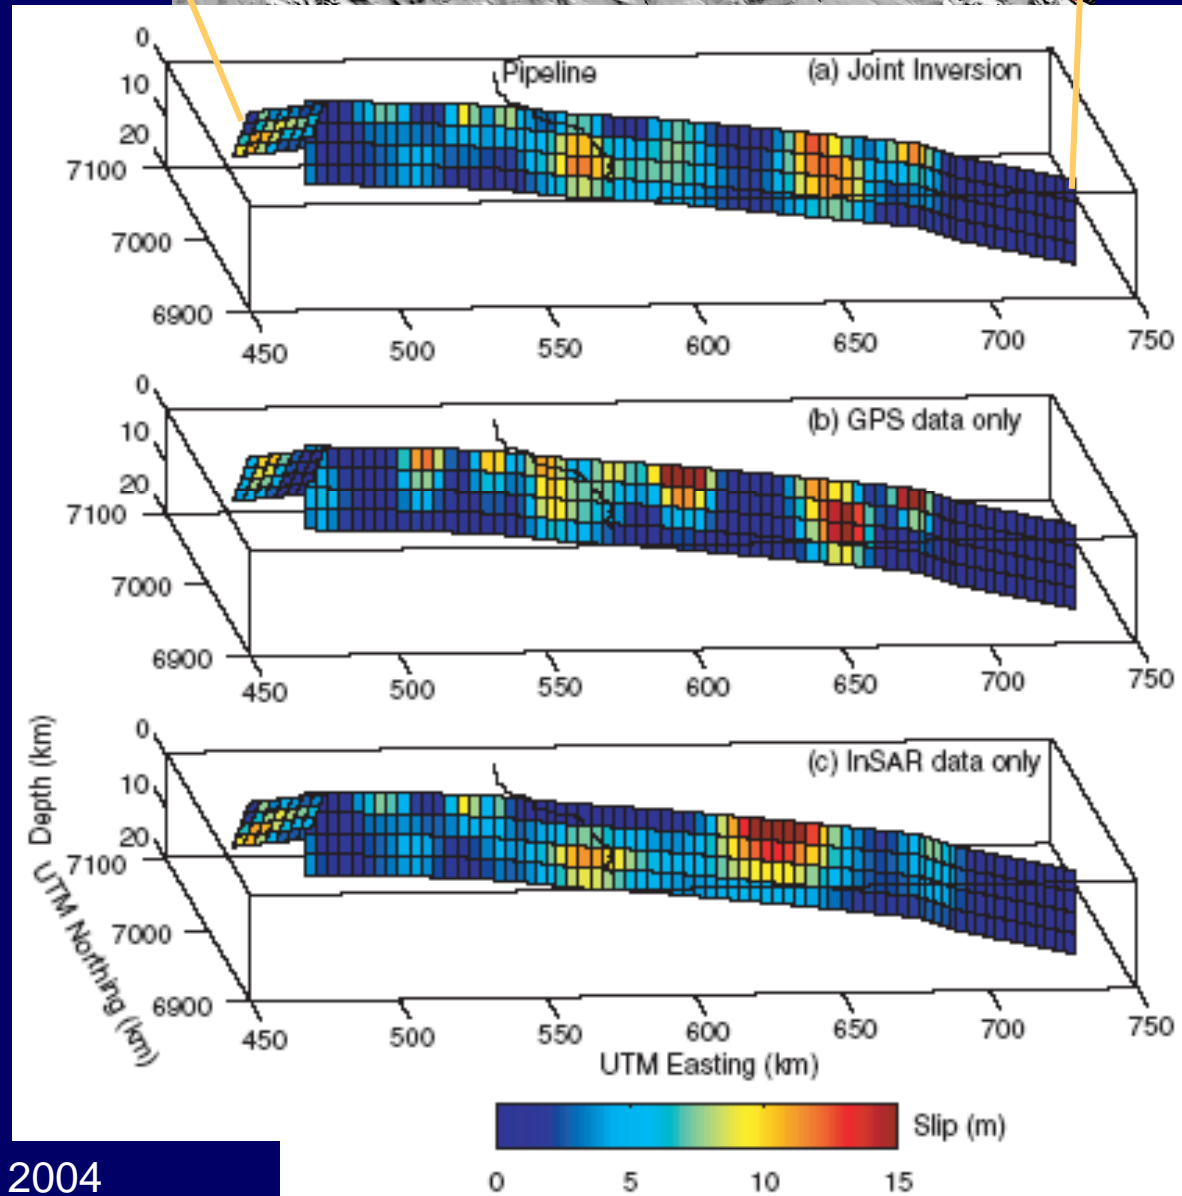 0
10
20
7100
7000
6900
Pipeline
(a) Joint Inversion
450 500 550 600 650 700 750
0
10
20
7100
7000
6900
(b) GPS data only
450 500 550 600 650 700 750
0
10
20
7100
7000
6900
Depth (km)
UTM Northing (km)
(c) InSAR data only
450 500 550 600 650 700 750
UTM Easting (km)
Slip (m)
0 5 10 15
2004